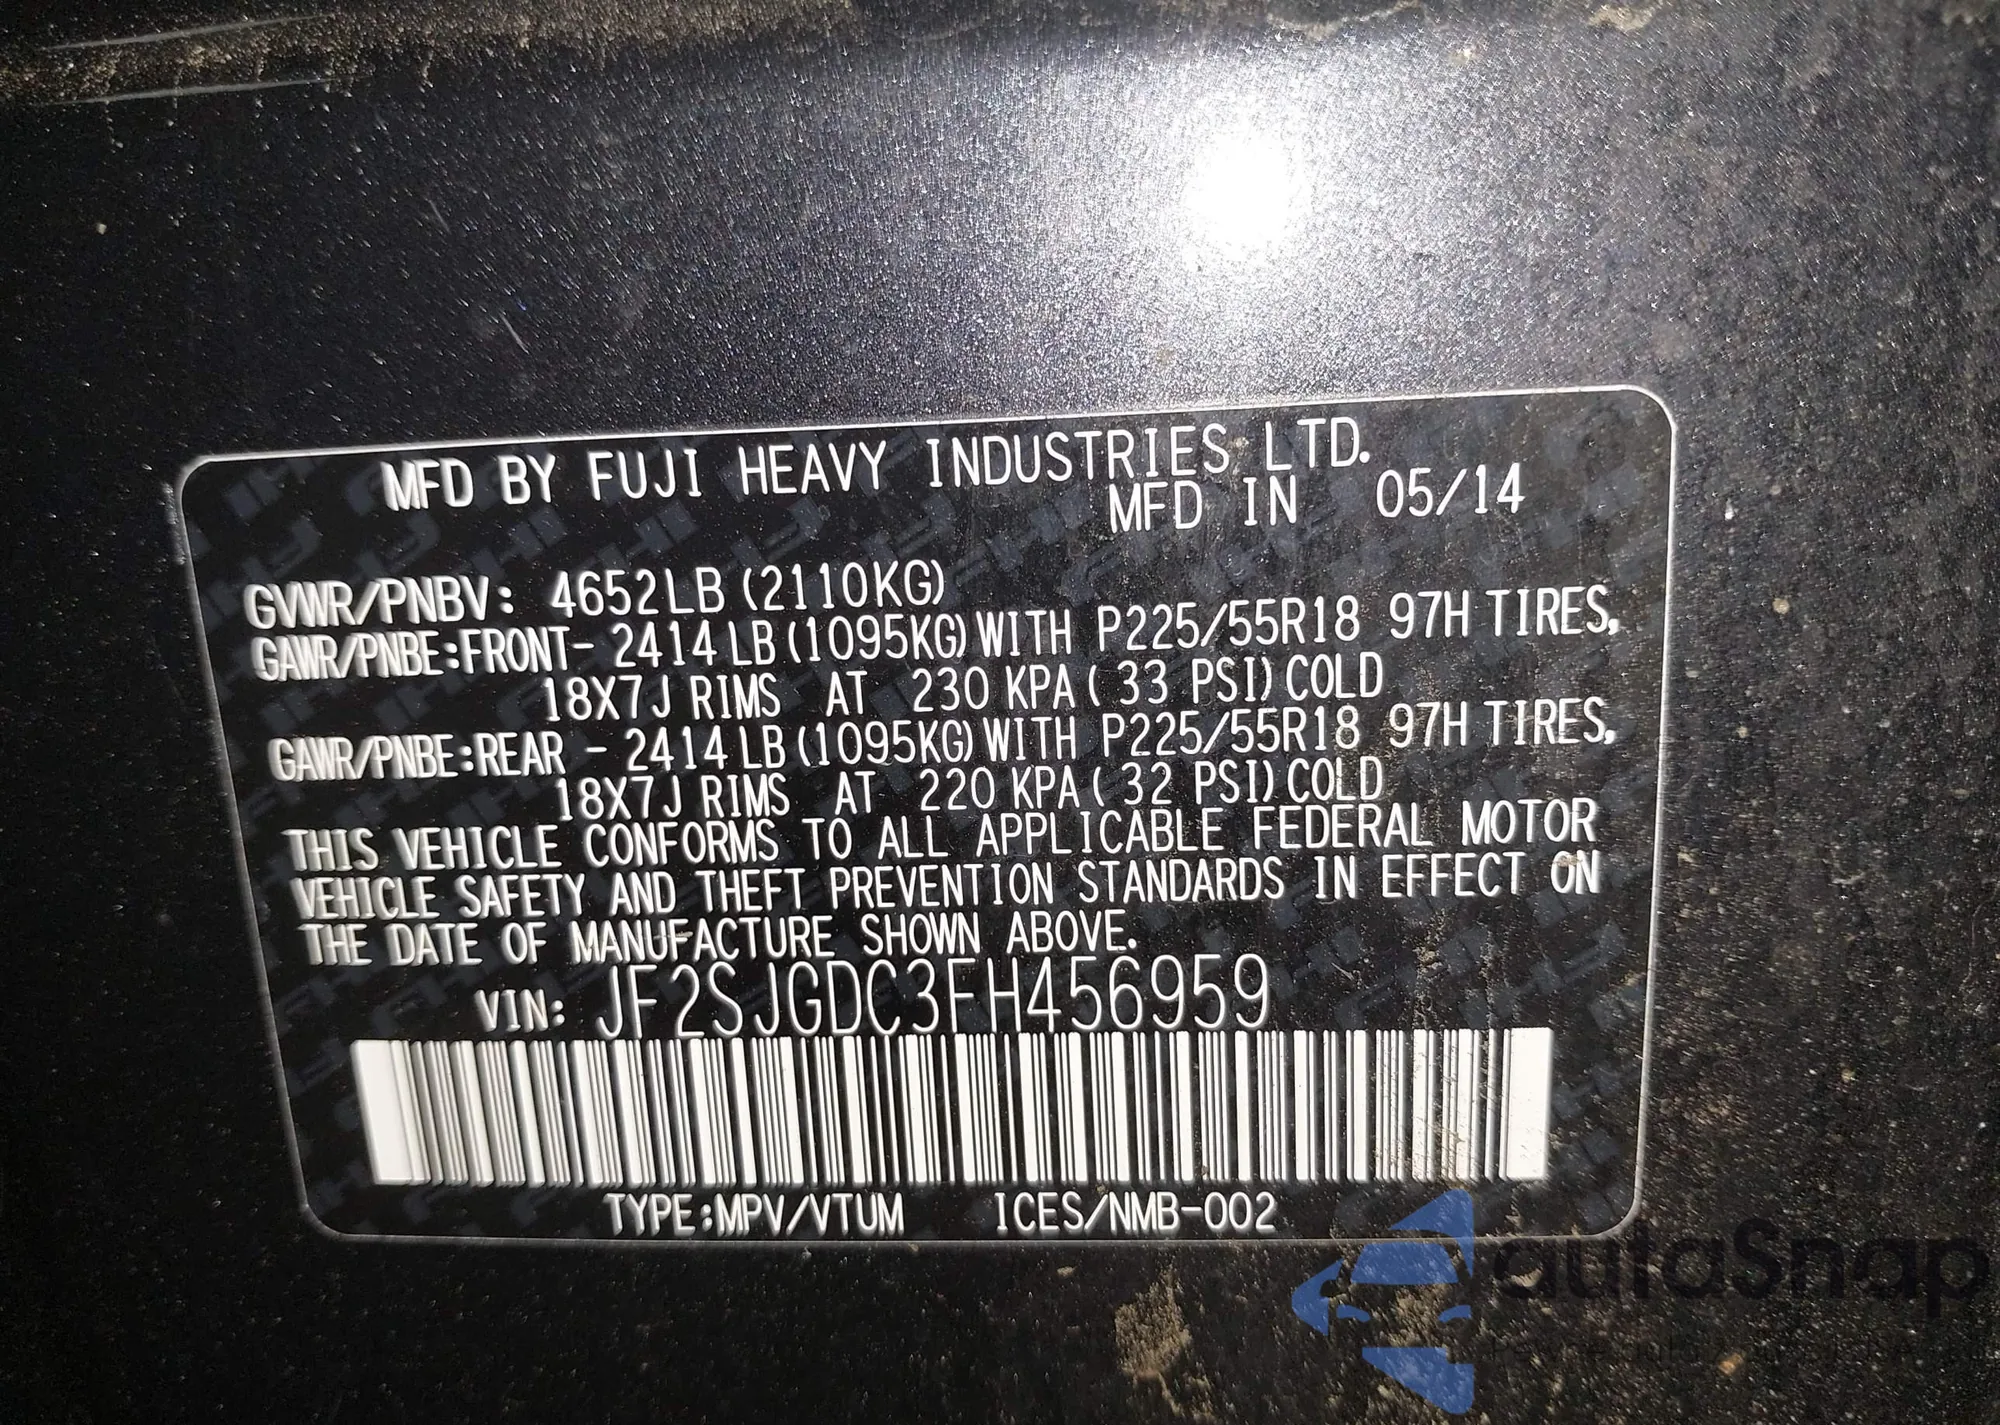 MFD BY FUJI HEAVY INDUSTRIES LTD.
MFD IN 05/14
GVWR/PNBV: 4652LB (2110KG)
GAWR/PNBE:FRONT- 2414 LB (1095KG) WITH P225/55R18 97H TIRES,
18X7J RIMS AT 230 KPA ( 33 PSI) COLD
GAWR/PNBE:REAR - 2414 LB (1095KG) WITH P225/55R18 97H TIRES,
18X7J RIMS AT 220 KPA ( 32 PSI) COLD
THIS VEHICLE CONFORMS TO ALL APPLICABLE FEDERAL MOTOR
VEHICLE SAFETY AND THEFT PREVENTION STANDARDS IN EFFECT ON
THE DATE OF MANUFACTURE SHOWN ABOVE.
VIN: JF2SJGDC3FH456959
TYPE:MPV/VTUM ICES/NMB-002
autoSnap